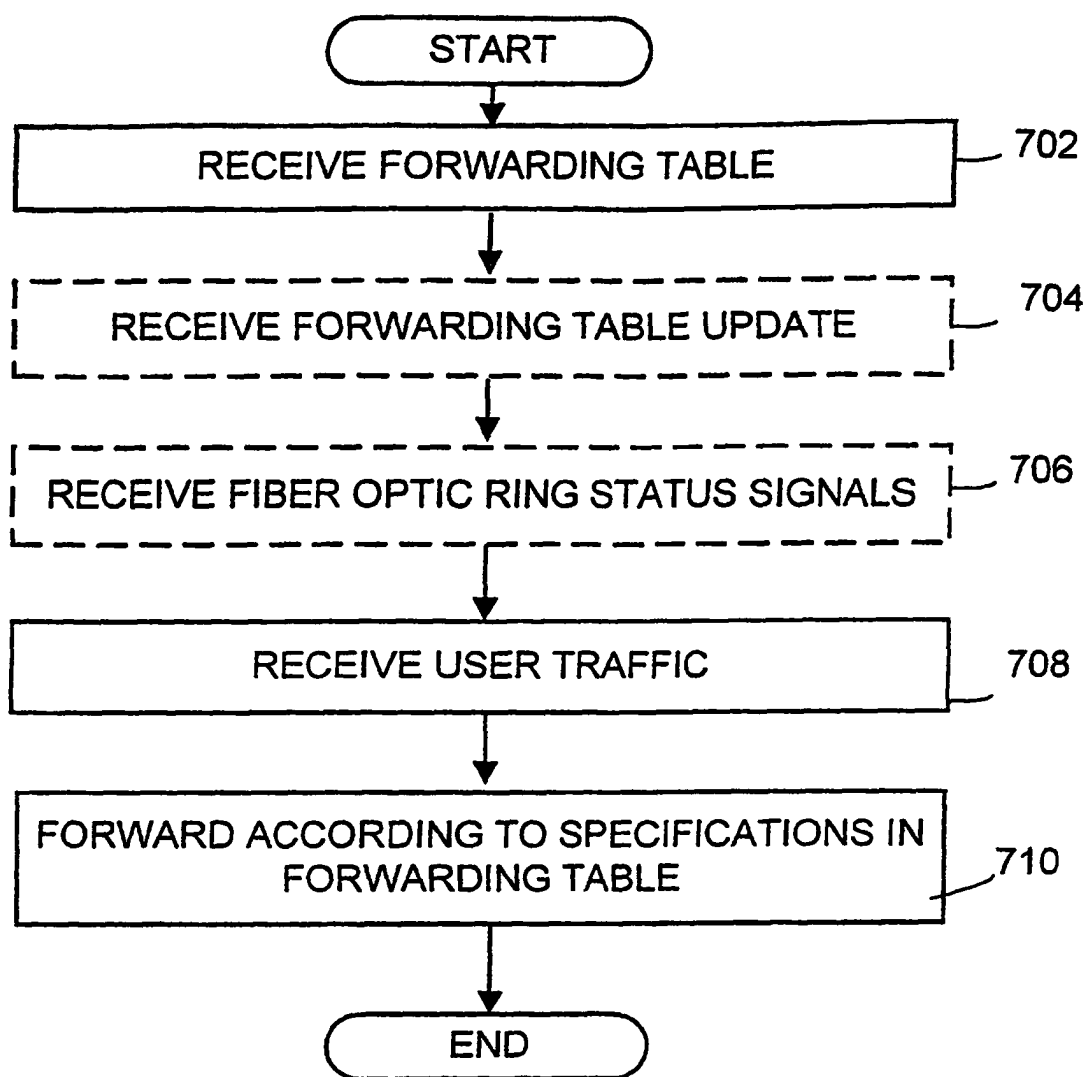 START
RECEIVE FORWARDING TABLE
702
RECEIVE FORWARDING TABLE UPDATE
704
RECEIVE FIBER OPTIC RING STATUS SIGNALS
706
RECEIVE USER TRAFFIC
708
FORWARD ACCORDING TO SPECIFICATIONS IN
FORWARDING TABLE
710
END